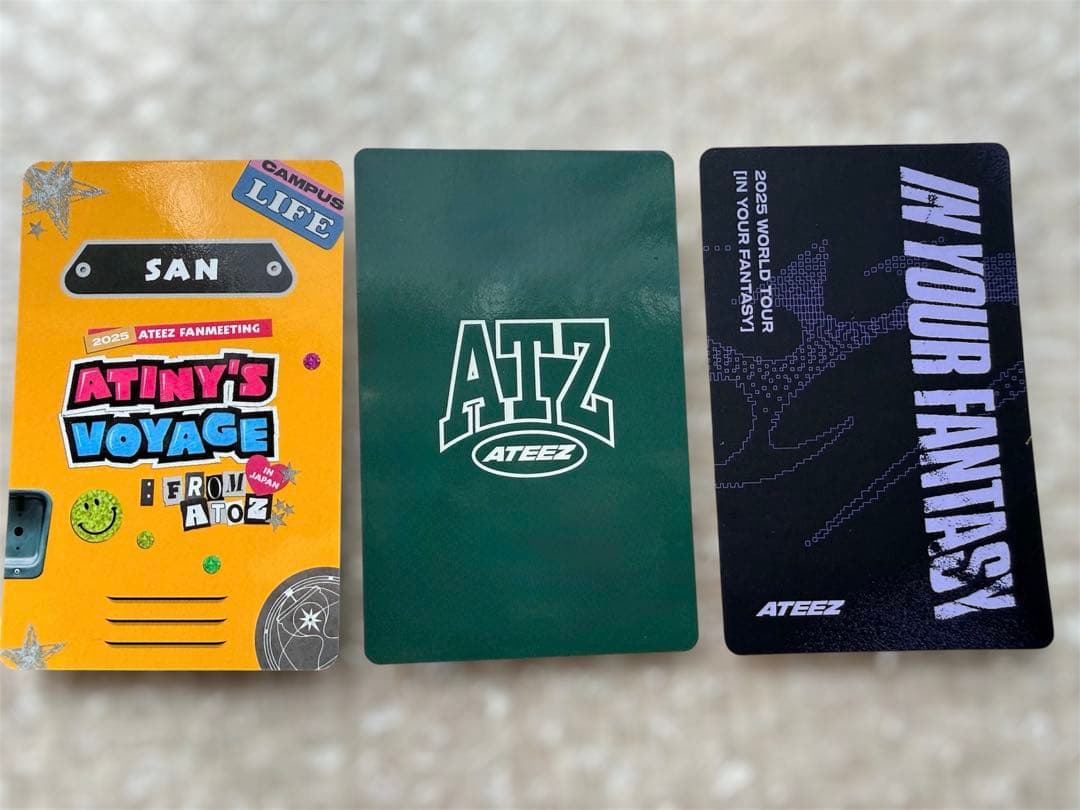 CAMPUS
LIFE
SAN
2025 ATEEZ FANMEETING
ATINY'S
VOYAGE
IN
JAPAN
: FROM
A TO Z
ATZ
ATEEZ
2025 WORLD TOUR
[IN YOUR FANTASY]
IN YOUR FANTASY
ATEEZ